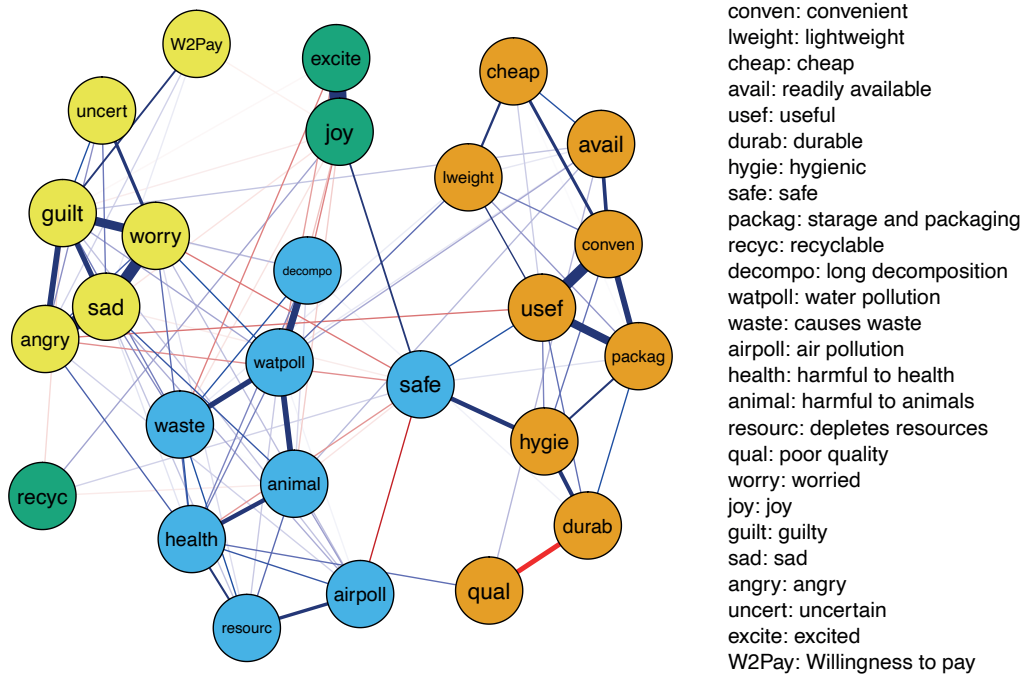 W2Pay
excite
cheap
uncert
joy
avail
lweight
guilt
worry
conven
decompo
sad
usef
angry
watpoll
packag
safe
waste
hygie
animal
recyc
health
durab
qual
airpoll
resourc
conven: convenient
lweight: lightweight
cheap: cheap
avail: readily available
usef: useful
durab: durable
hygie: hygienic
safe: safe
packag: starage and packaging
recyc: recyclable
decompo: long decomposition
watpoll: water pollution
waste: causes waste
airpoll: air pollution
health: harmful to health
animal: harmful to animals
resourc: depletes resources
qual: poor quality
worry: worried
joy: joy
guilt: guilty
sad: sad
angry: angry
uncert: uncertain
excite: excited
W2Pay: Willingness to pay